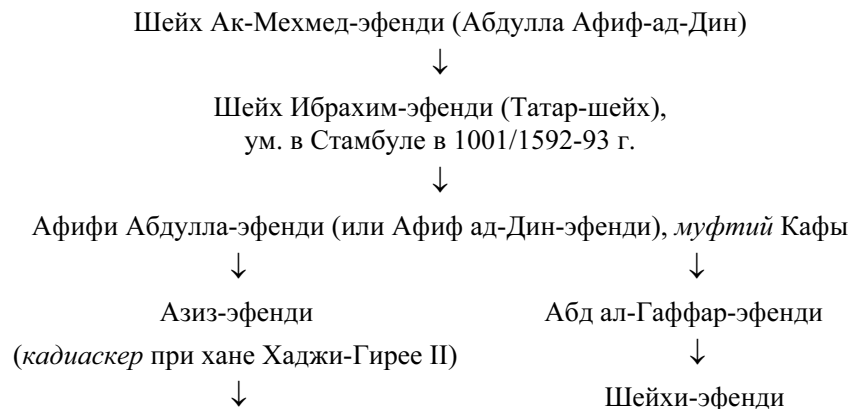 Шейх Ак-Мехмед-эфенди (Абдулла Афиф-ад-Дин)
↓
Шейх Ибрахим-эфенди (Татар-шейх),
ум. в Стамбуле в 1001/1592-93 г.
↓
Афифи Абдулла-эфенди (или Афиф ад-Дин-эфенди), муфтий Кафы
↓ ↓
Азиз-эфенди Абд ал-Гаффар-эфенди
(кадиаскер при хане Хаджи-Гирее II) ↓
↓ Шейхи-эфенди